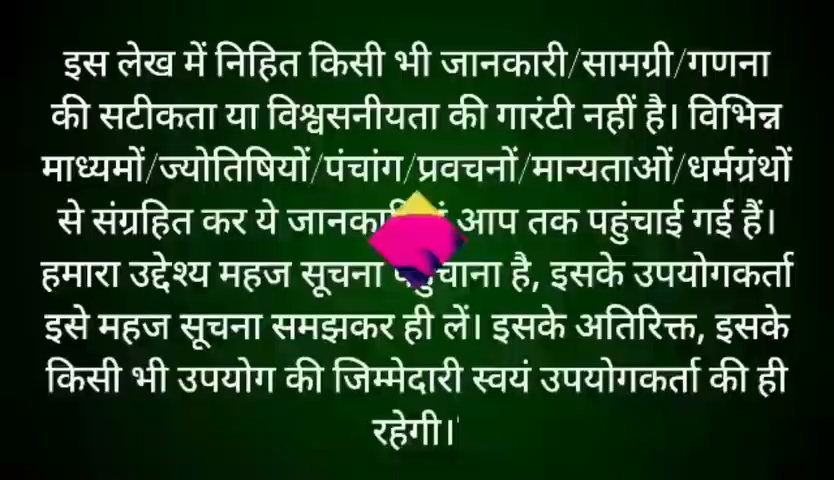 इस लेख में निहित किसी भी जानकारी/सामग्री/गणना
की सटीकता या विश्वसनीयता की गारंटी नहीं है। विभिन्न
माध्यमों/ज्योतिषियों/पंचांग/प्रवचनों/मान्यताओं/धर्मग्रंथों
से संग्रहित कर ये आप तक पहुंचाई गई हैं।
हमारा उद्देश्य महज सूचना है, इसके उपयोगकर्ता
इसे महज सूचना समझकर ही लें। इसके अतिरिक्त, इसके
किसी भी उपयोग की जिम्मेदारी स्वयं उपयोगकर्ता की ही
रहेगी।'